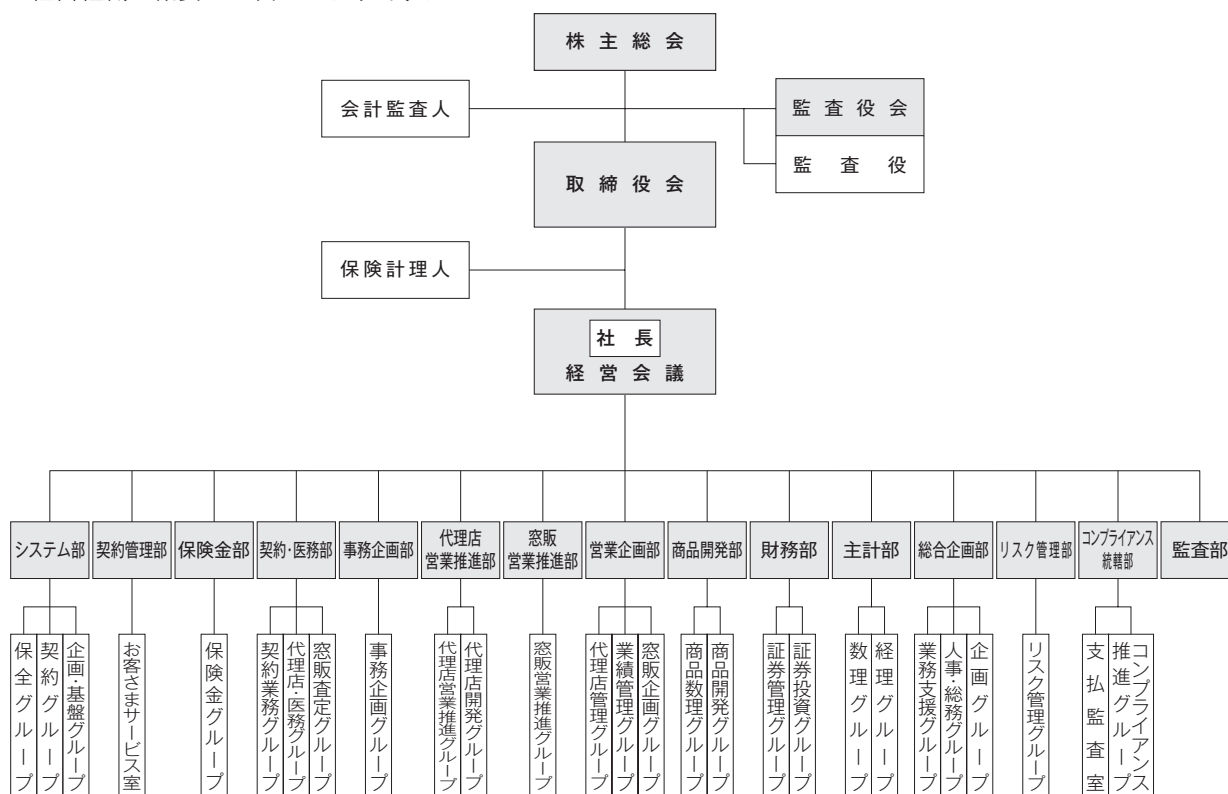 株主総会
会計監査人
監査役会
監査役
取締役会
保険計理人
社長
経営会議
システム部
契約管理部
保険金部
契約・医務部
事務企画部
代理店
営業推進部
窓販
営業推進部
営業企画部
商品開発部
財務部
主計部
総合企画部
リスク管理部
コンプライアンス
統轄部
監査部
保全グループ
契約グループ
企画・基盤グループ
お客さまサービス室
保険金グループ
契約業務グループ
代理店・医務グループ
窓販査定グループ
事務企画グループ
代理店営業推進グループ
代理店開発グループ
窓販営業推進グループ
代理店管理グループ
業績管理グループ
窓販企画グループ
商品数理グループ
商品開発グループ
証券管理グループ
証券投資グループ
数理グループ
経理グループ
業務支援グループ
人事・総務グループ
企画グループ
リスク管理グループ
支払監査室
コンプライアンス
推進グループ